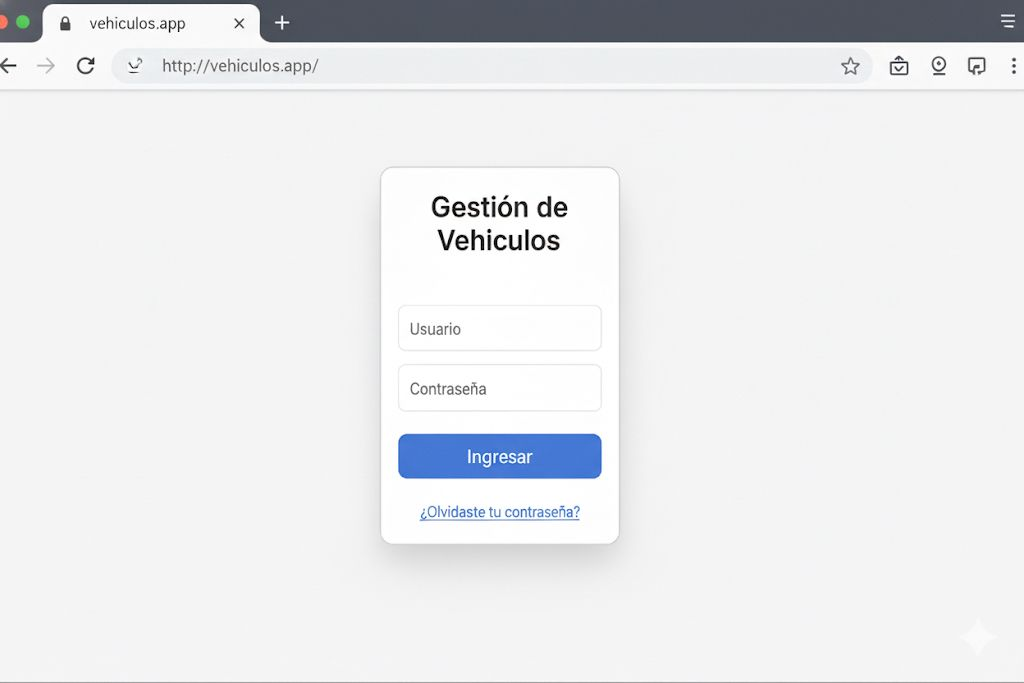 vehiculos.app
http://vehiculos.app/
Gestión de
Vehiculos
Usuario
Contraseña
Ingresar
¿Olvidaste tu contraseña?